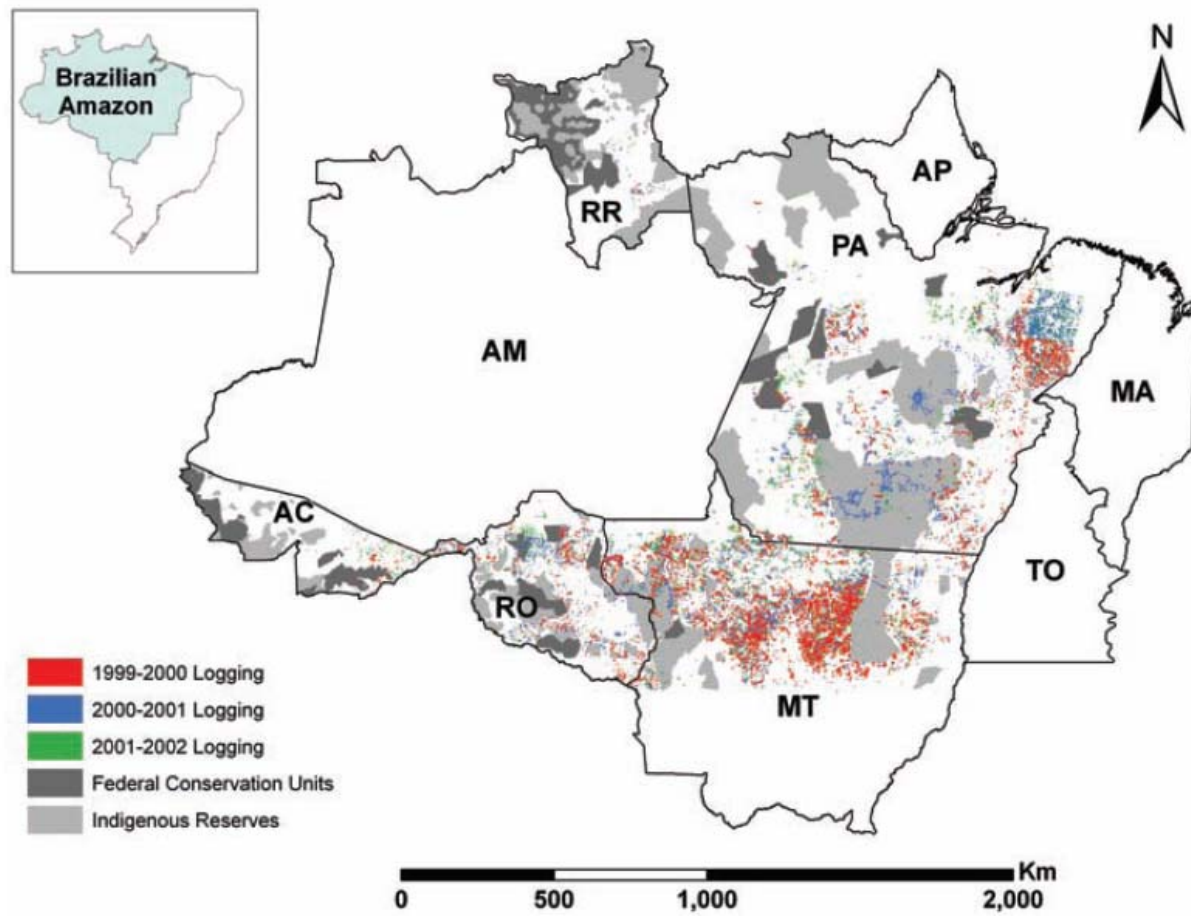 Brazilian
Amazon
N
RR
AP
PA
AM
MA
AC
RO
TO
MT
1999-2000 Logging
2000-2001 Logging
2001-2002 Logging
Federal Conservation Units
Indigenous Reserves
Km
0 500 1,000 2,000